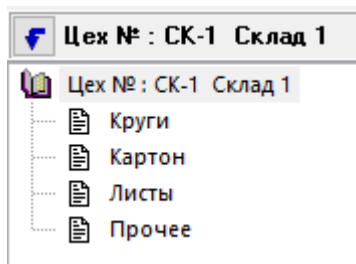 Цех № : СК-1 Склад 1
Цех № : СК-1 Склад 1
Круги
Картон
Листы
Прочее